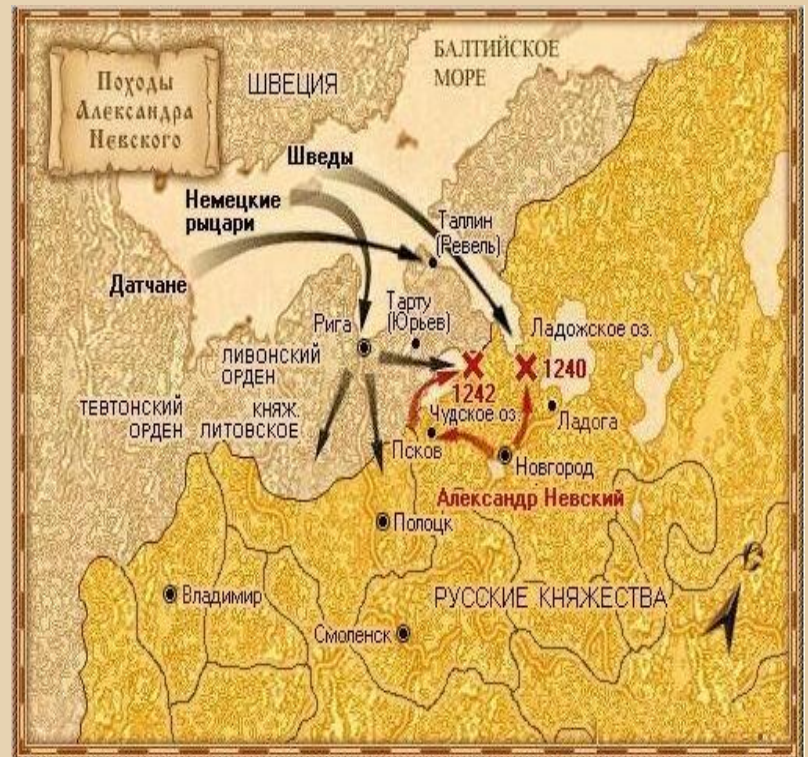 Походы
Александра
Невского
ШВЕЦИЯ
БАЛТИЙСКОЕ
МОРЕ
Шведы
Немецкие
рыцари
Датчане
Таллин
(Ревель)
Тарту
(Юрьев)
Рига
Ладожское оз.
ЛИВОНСКИЙ
ОРДЕН
1240
1242
ТЕВТОНСКИЙ
ОРДЕН
КНЯЖ.
ЛИТОВСКОЕ
Чудское оз.
Ладога
Псков
Новгород
Александр Невский
Полоцк
Владимир
РУССКИЕ КНЯЖЕСТВА
Смоленск
С